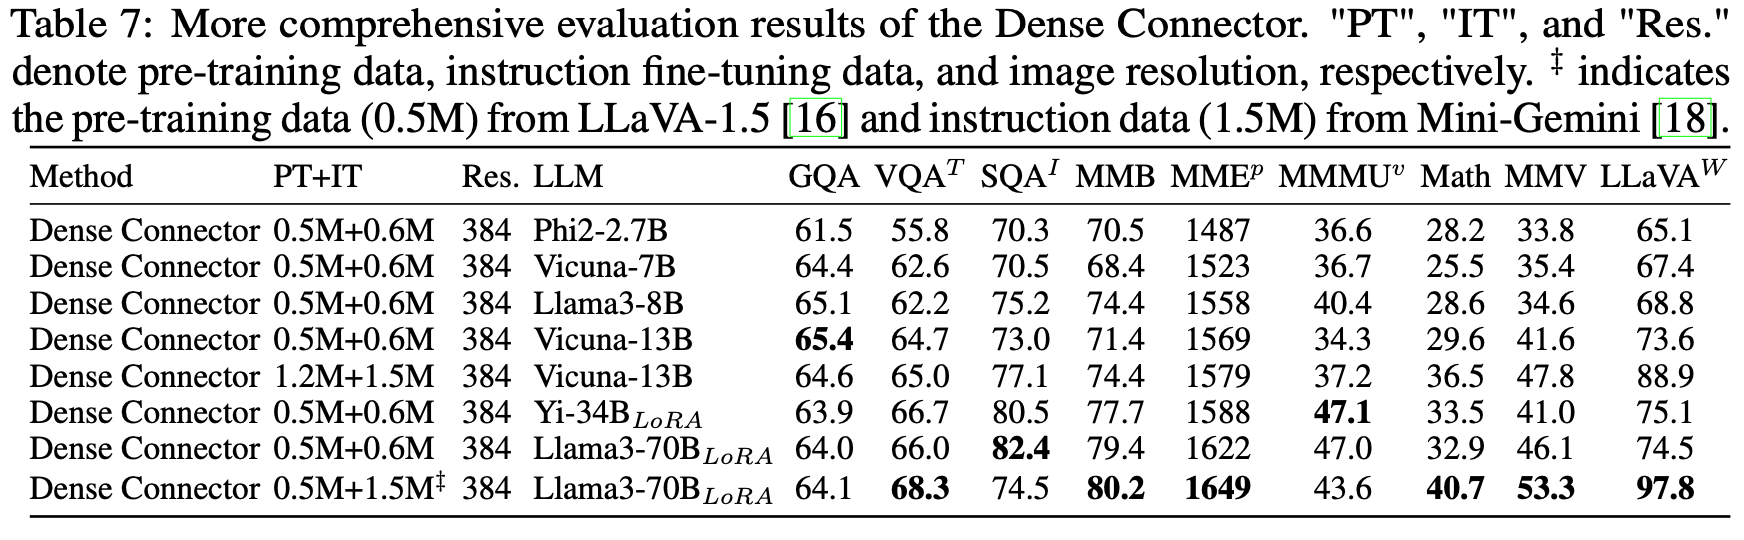 Table 7: More comprehensive evaluation results of the Dense Connector. "PT", "IT", and "Res."
denote pre-training data, instruction fine-tuning data, and image resolution, respectively. ‡ indicates
the pre-training data (0.5M) from LLaVA-1.5 [16] and instruction data (1.5M) from Mini-Gemini [18].
Method PT+IT Res. LLM GQA VQA^T SQA^I MMB MME^p MMMU^v Math MMV LLaVA^W
Dense Connector 0.5M+0.6M 384 Phi2-2.7B 61.5 55.8 70.3 70.5 1487 36.6 28.2 33.8 65.1
Dense Connector 0.5M+0.6M 384 Vicuna-7B 64.4 62.6 70.5 68.4 1523 36.7 25.5 35.4 67.4
Dense Connector 0.5M+0.6M 384 Llama3-8B 65.1 62.2 75.2 74.4 1558 40.4 28.6 34.6 68.8
Dense Connector 0.5M+0.6M 384 Vicuna-13B 65.4 64.7 73.0 71.4 1569 34.3 29.6 41.6 73.6
Dense Connector 1.2M+1.5M 384 Vicuna-13B 64.6 65.0 77.1 74.4 1579 37.2 36.5 47.8 88.9
Dense Connector 0.5M+0.6M 384 Yi-34B_LoRA 63.9 66.7 80.5 77.7 1588 47.1 33.5 41.0 75.1
Dense Connector 0.5M+0.6M 384 Llama3-70B_LoRA 64.0 66.0 82.4 79.4 1622 47.0 32.9 46.1 74.5
Dense Connector 0.5M+1.5M‡ 384 Llama3-70B_LoRA 64.1 68.3 74.5 80.2 1649 43.6 40.7 53.3 97.8